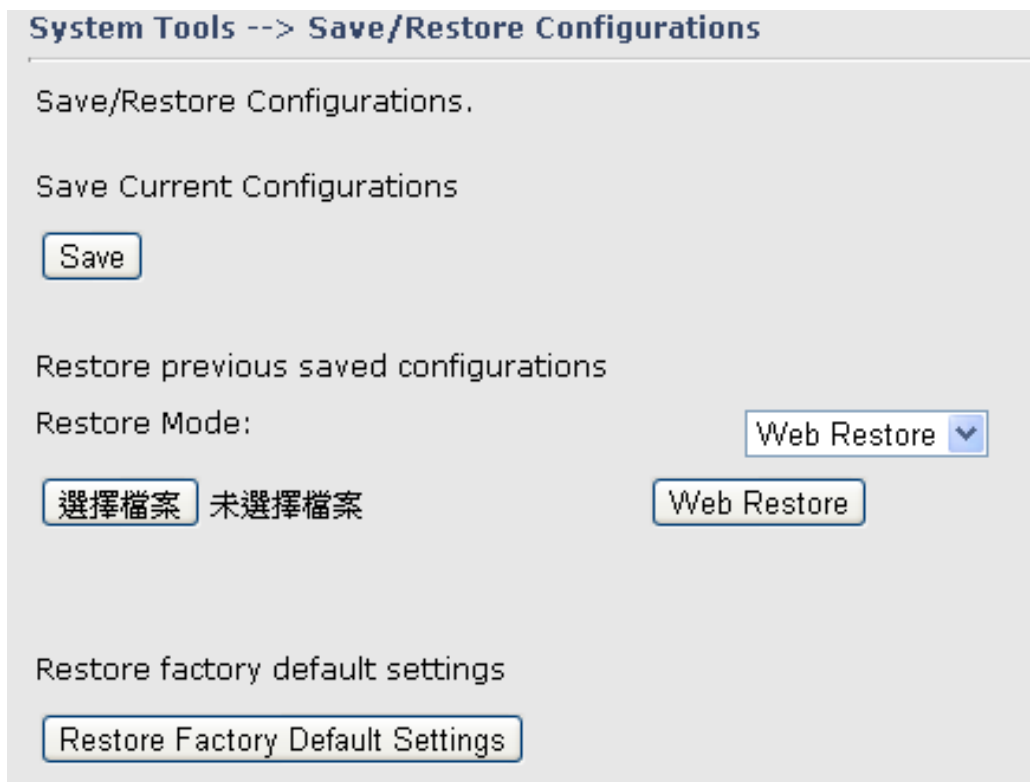 System Tools --> Save/Restore Configurations
Save/Restore Configurations.
Save Current Configurations
Save
Restore previous saved configurations
Restore Mode:
Web Restore
選擇檔案 未選擇檔案
Web Restore
Restore factory default settings
Restore Factory Default Settings